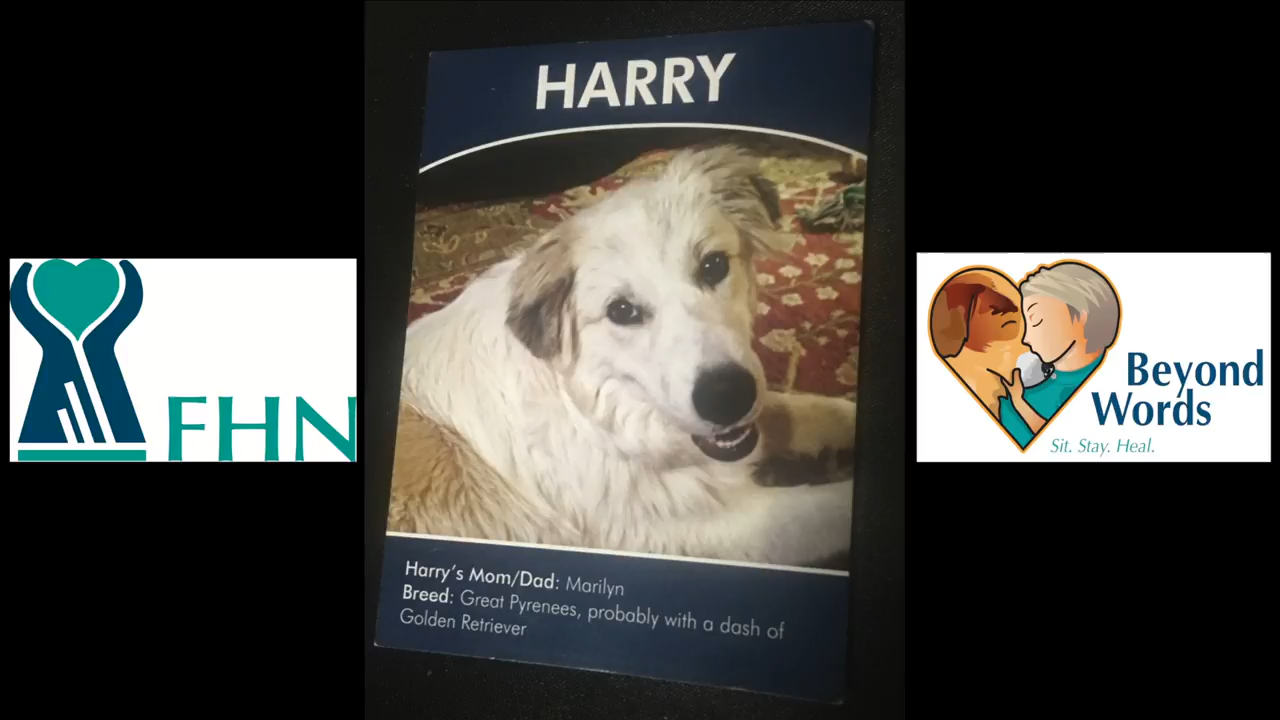 HARRY
FHN
Beyond
Words
Sit. Stay. Heal.
Harry's Mom/Dad: Marilyn
Breed: Great Pyrenees, probably with a dash of
Golden Retriever